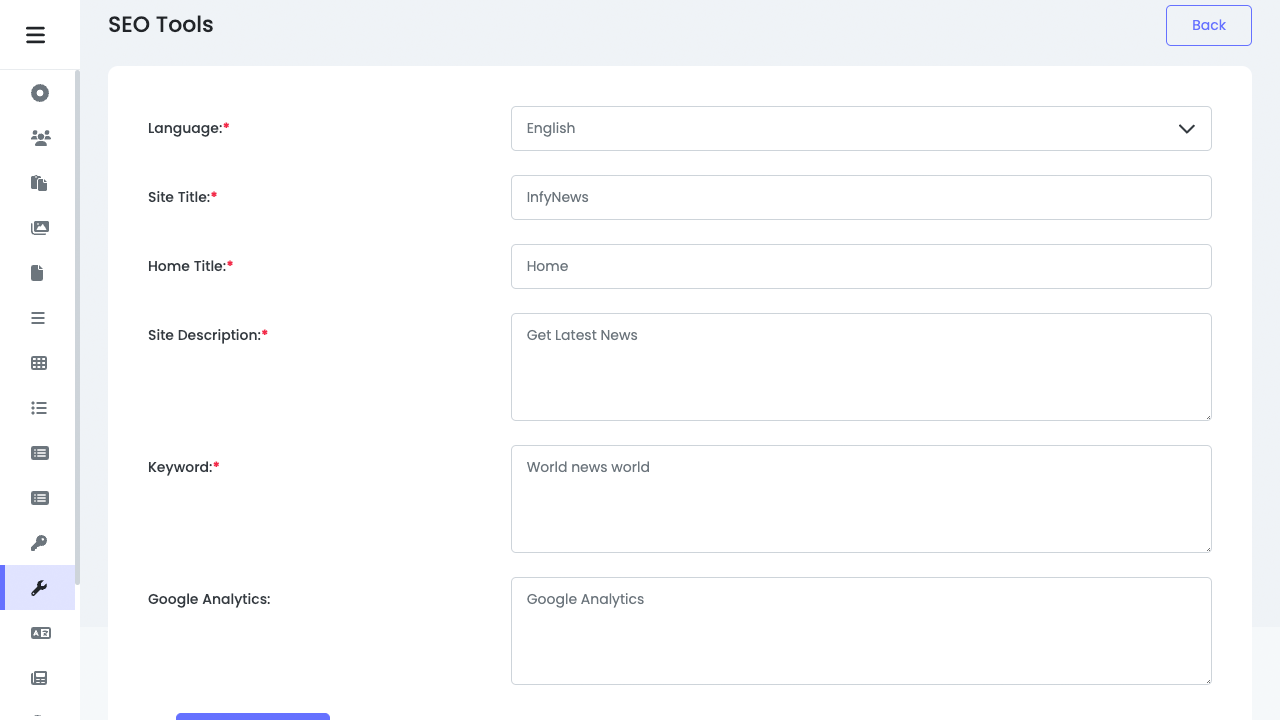 SEO Tools
Back
Language:*
English
Site Title:*
InfyNews
Home Title:*
Home
Site Description:*
Get Latest News
Keyword:*
World news world
Google Analytics:
Google Analytics